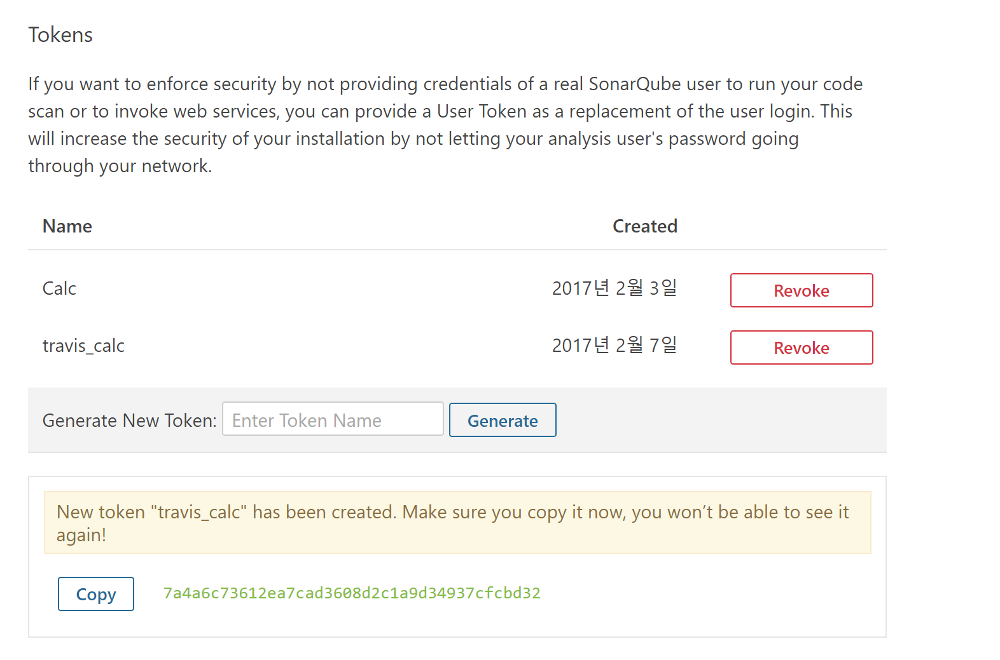 Tokens
If you want to enforce security by not providing credentials of a real SonarQube user to run your code
scan or to invoke web services, you can provide a User Token as a replacement of the user login. This
will increase the security of your installation by not letting your analysis user's password going
through your network.
Name Created
Calc 2017년 2월 3일 Revoke
travis_calc 2017년 2월 7일 Revoke
Generate New Token: Enter Token Name Generate
New token "travis_calc" has been created. Make sure you copy it now, you won’t be able to see it
again!
Copy 7a4a6c73612ea7cad3608d2c1a9d34937cfcbd32